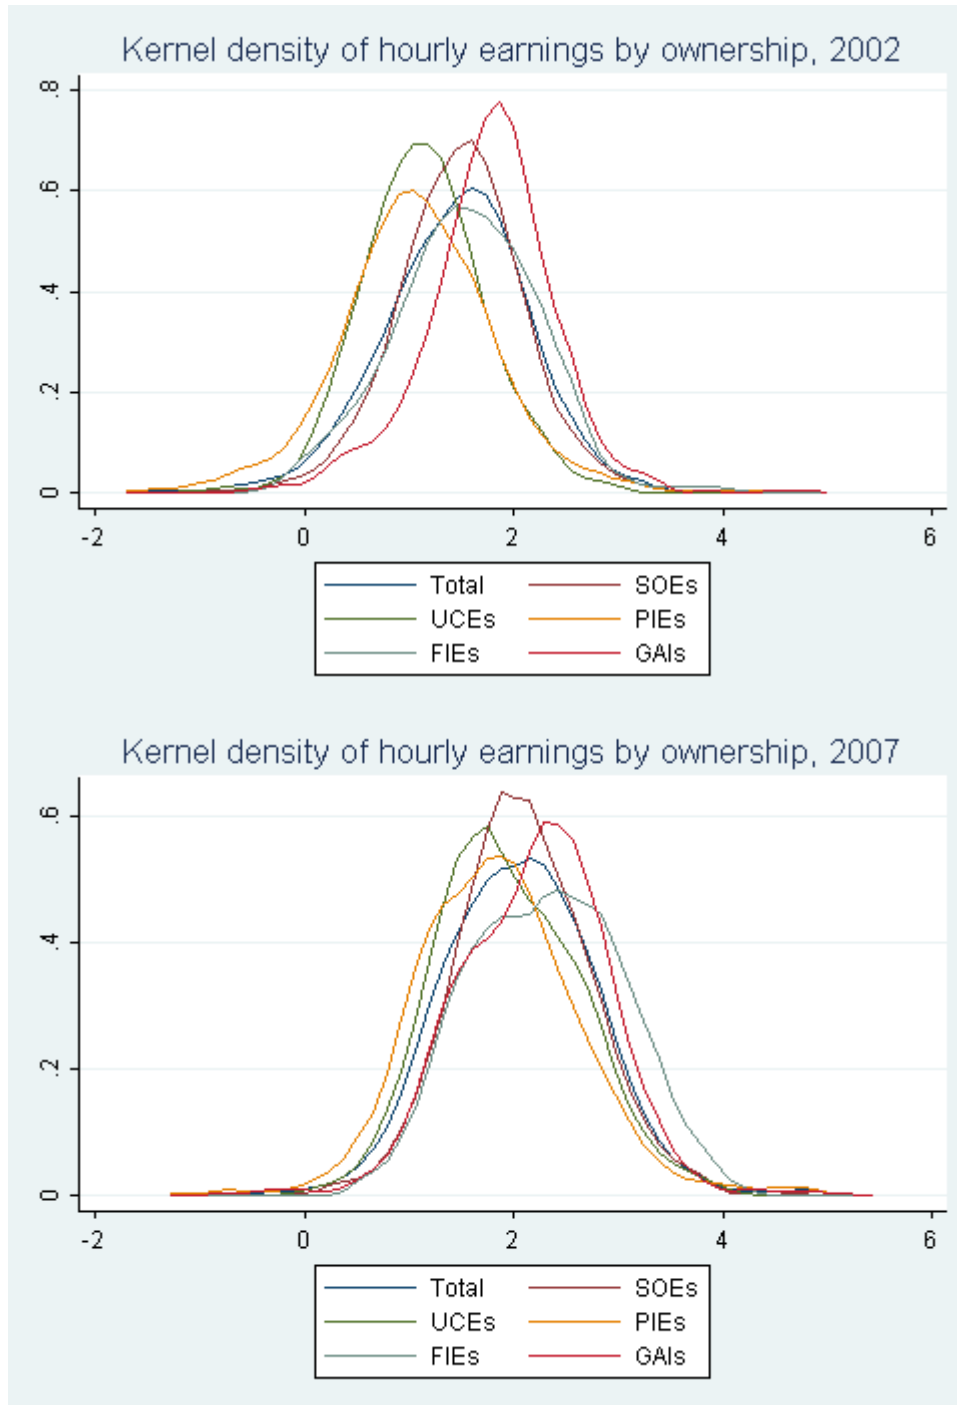 Kernel density of hourly earnings by ownership, 2002
.8
.6
.4
.2
0
-2 0 2 4 6
Total SOEs
UCEs PIEs
FIEs GAIs
Kernel density of hourly earnings by ownership, 2007
.6
.4
.2
0
-2 0 2 4 6
Total SOEs
UCEs PIEs
FIEs GAIs